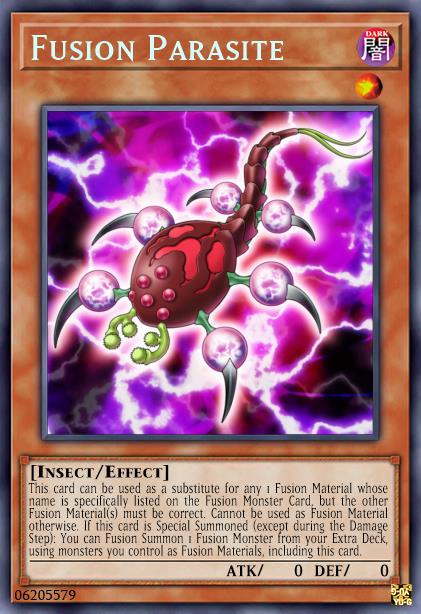 Fusion Parasite
DARK
闇
[Insect/Effect]
This card can be used as a substitute for any 1 Fusion Material whose
name is specifically listed on the Fusion Monster Card, but the other
Fusion Material(s) must be correct. Cannot be used as Fusion Material
otherwise. If this card is Special Summoned (except during the Damage
Step): You can Fusion Summon 1 Fusion Monster from your Extra Deck,
using monsters you control as Fusion Materials, including this card.
ATK/ 0 DEF/ 0
06205579